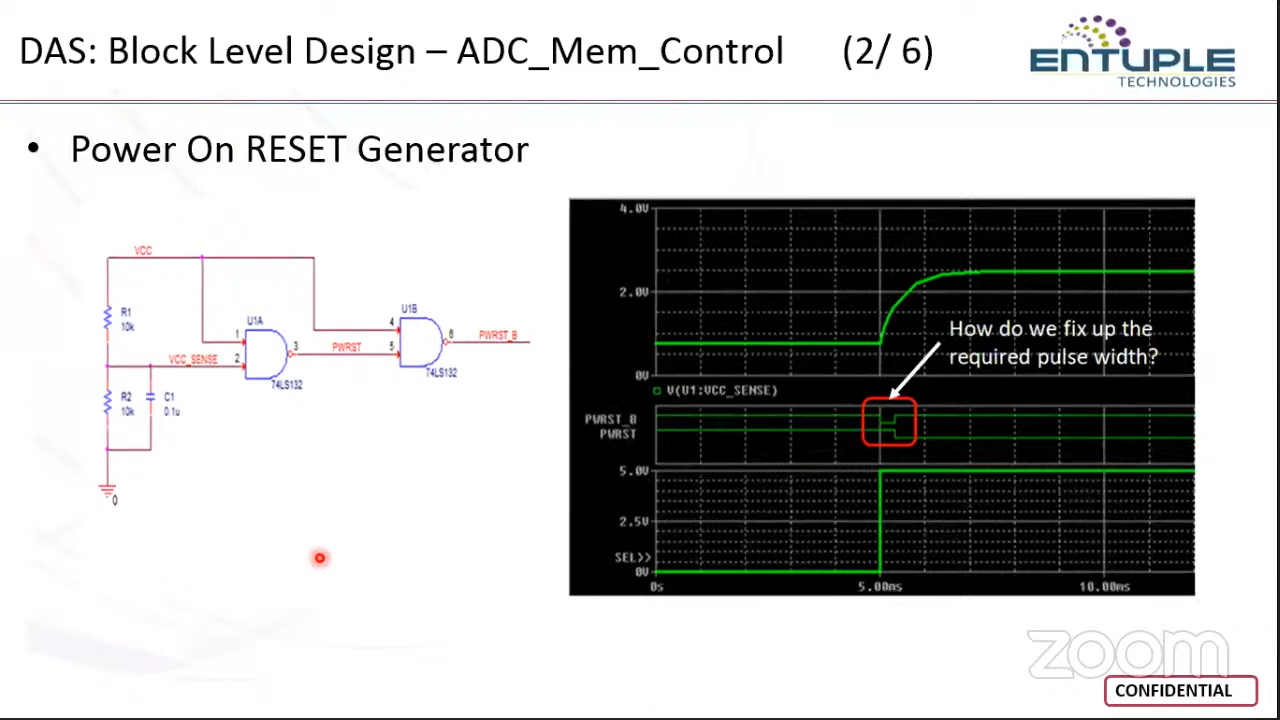 DAS: Block Level Design – ADC_Mem_Control (2/ 6)
ENTUPLE
TECHNOLOGIES
• Power On RESET Generator
VCC
R1
10k
VCC_SENSE
R2
10k
C1
0.1u
0
U1A
1
2
3
74LS132
PWRST
U1B
4
5
6
74LS132
PWRST_B
4.0V
2.0V
0V
How do we fix up the
required pulse width?
V(U1:VCC_SENSE)
PWRST_B
PWRST
5.0V
2.5V
SEL>>
0V
0s 5.00ms 10.00ms
zoom
CONFIDENTIAL